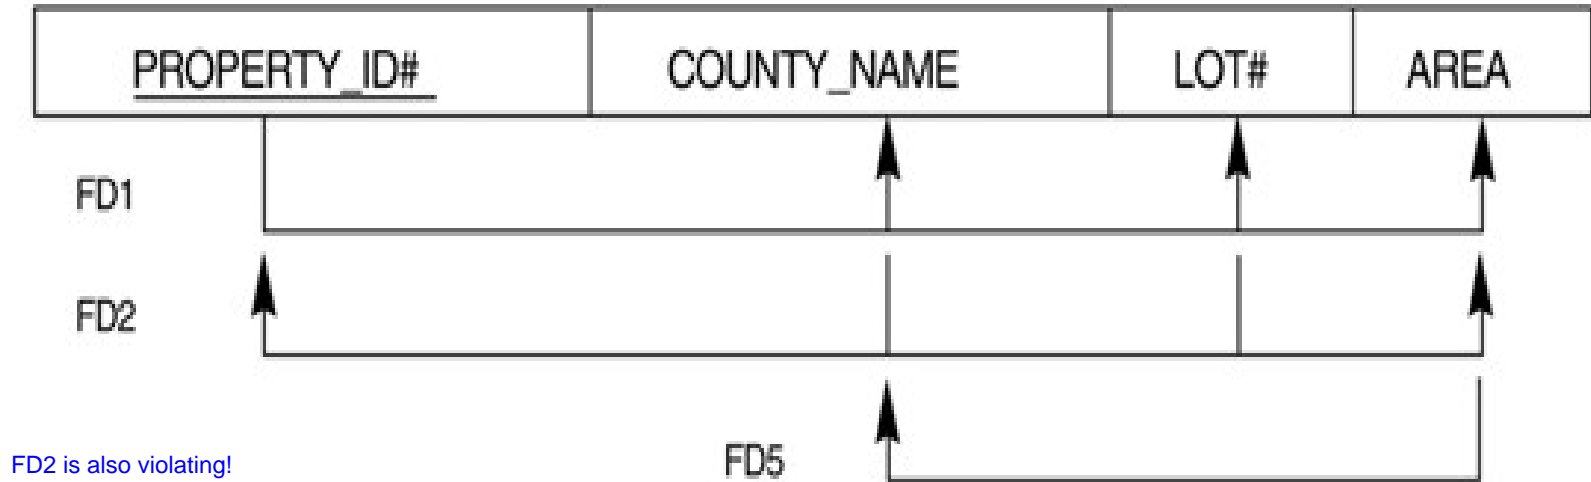 PROPERTY_ID# COUNTY_NAME LOT# AREA
FD1
FD2
FD2 is also violating! FD5